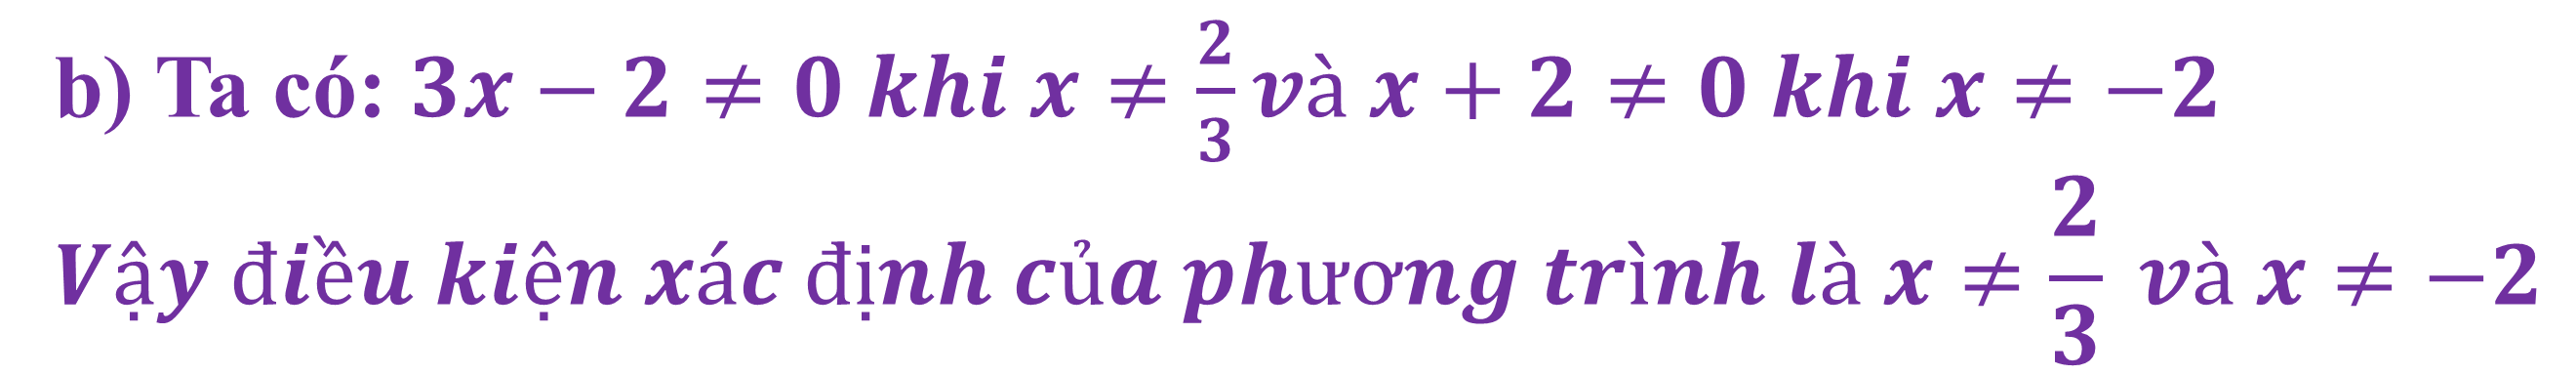 b) Ta có: 3x − 2 ≠ 0 khi x ≠ 2/3 và x + 2 ≠ 0 khi x ≠ −2
Vậy điều kiện xác định của phương trình là x ≠ 2/3 và x ≠ −2